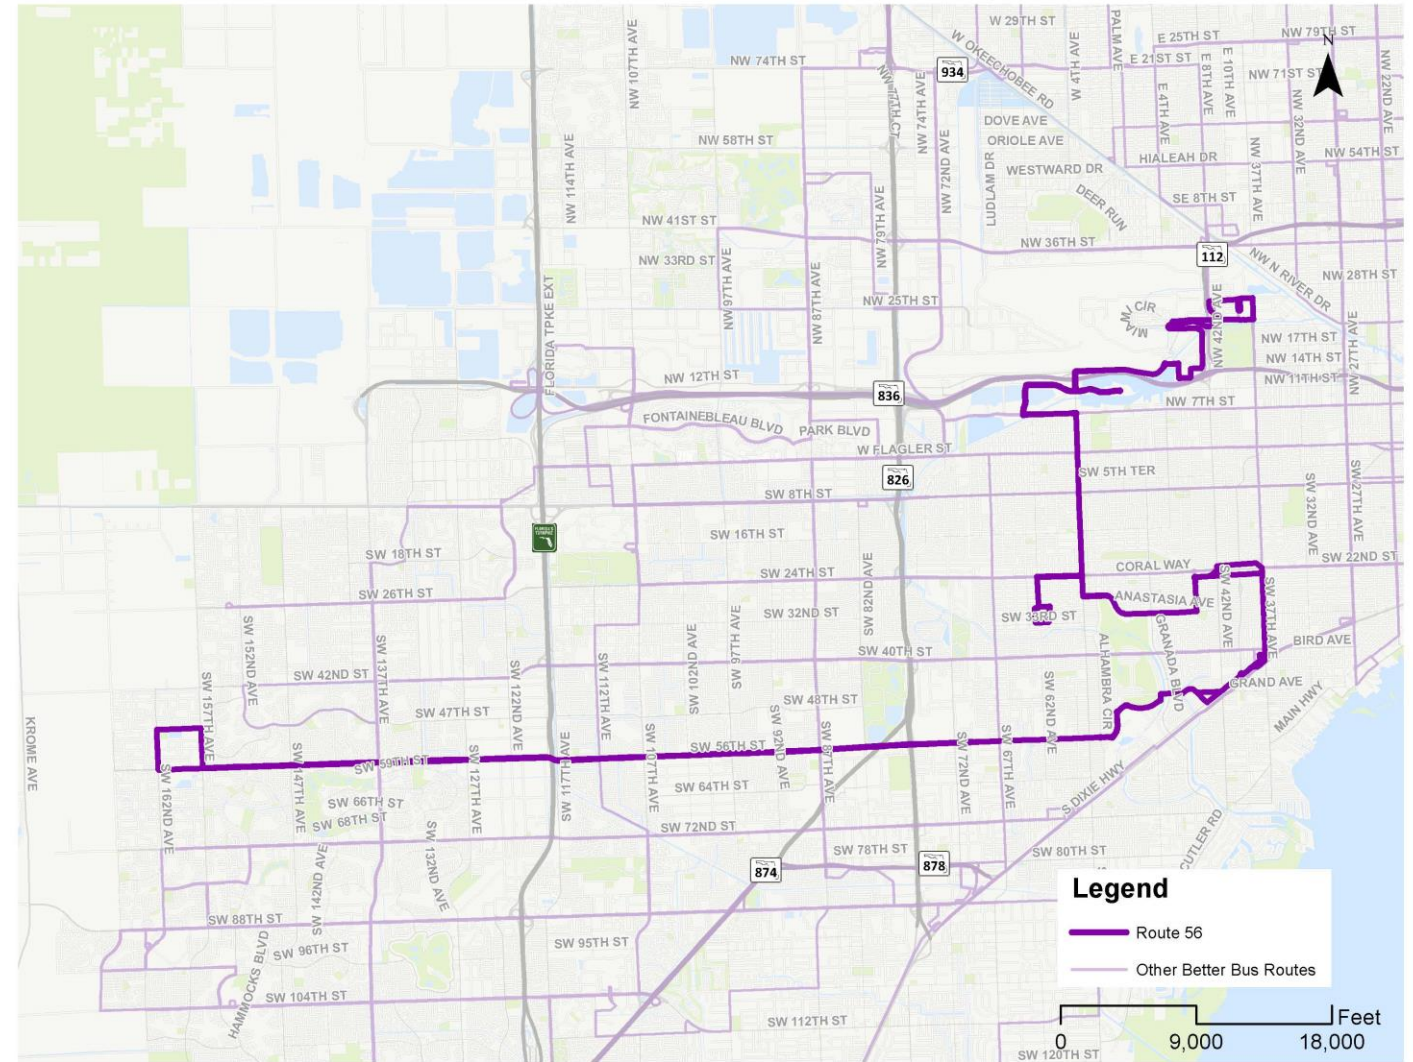 W 29TH ST
PALM AVE
E 25TH ST
NW 79TH ST
N
E 21ST ST
W OKEECHOBEE RD
W 4TH AVE
E 8TH AVE
E 10TH AVE
NW 71ST ST
NW 22ND AVE
NW 107TH AVE
NW 74TH ST
NW 77TH CT
934
NW 74TH AVE
E 4TH AVE
NW 32ND AVE
DOVE AVE
ORIOLE AVE
NW 58TH ST
NW 114TH AVE
NW 72ND AVE
LUDLAM DR
WESTWARD DR
HIALEAH DR
NW 37TH AVE
NW 54TH ST
DEER RUN
SE 8TH ST
NW 41ST ST
NW 79TH AVE
NW 36TH ST
112
NW N RIVER DR
NW 33RD ST
NW 97TH AVE
NW 87TH AVE
NW 28TH ST
NW 25TH ST
MIAMI CIR
NW 42ND AVE
FLORIDA TPKE EXT
NW 17TH ST
NW 14TH ST
NW 27TH AVE
NW 12TH ST
NW 11TH ST
836
NW 7TH ST
FONTAINEBLEAU BLVD
PARK BLVD
W FLAGLER ST
826
SW 5TH TER
SW 8TH ST
SW 32ND AVE
SW 27TH AVE
FLORIDA'S
TURNPIKE
SW 16TH ST
SW 18TH ST
SW 82ND AVE
SW 22ND ST
SW 24TH ST
CORAL WAY
SW 26TH ST
ANASTASIA AVE
SW 42ND AVE
SW 37TH AVE
SW 32ND ST
SW 33RD ST
SW 152ND AVE
SW 137TH AVE
SW 97TH AVE
SW 102ND AVE
GRANADA BLVD
ALHAMBRA CIR
BIRD AVE
SW 40TH ST
SW 42ND ST
SW 122ND AVE
SW 112TH AVE
SW 157TH AVE
SW 62ND AVE
GRAND AVE
SW 48TH ST
MAIN HWY
SW 47TH ST
KROME AVE
SW 92ND AVE
SW 107TH AVE
SW 117TH AVE
SW 87TH AVE
SW 72ND AVE
SW 67TH AVE
SW 56TH ST
SW 59TH ST
SW 162ND AVE
SW 147TH AVE
SW 127TH AVE
SW 64TH ST
S DIXIE HWY
SW 66TH ST
SW 68TH ST
SW 72ND ST
SW 132ND AVE
SW 142ND AVE
SW 78TH ST
SW 80TH ST
CUTLER RD
874
878
SW 88TH ST
HAMMOCKS BLVD
SW 96TH ST
SW 95TH ST
SW 104TH ST
SW 112TH ST
SW 120TH ST
Legend
Route 56
Other Better Bus Routes
Feet
0 9,000 18,000